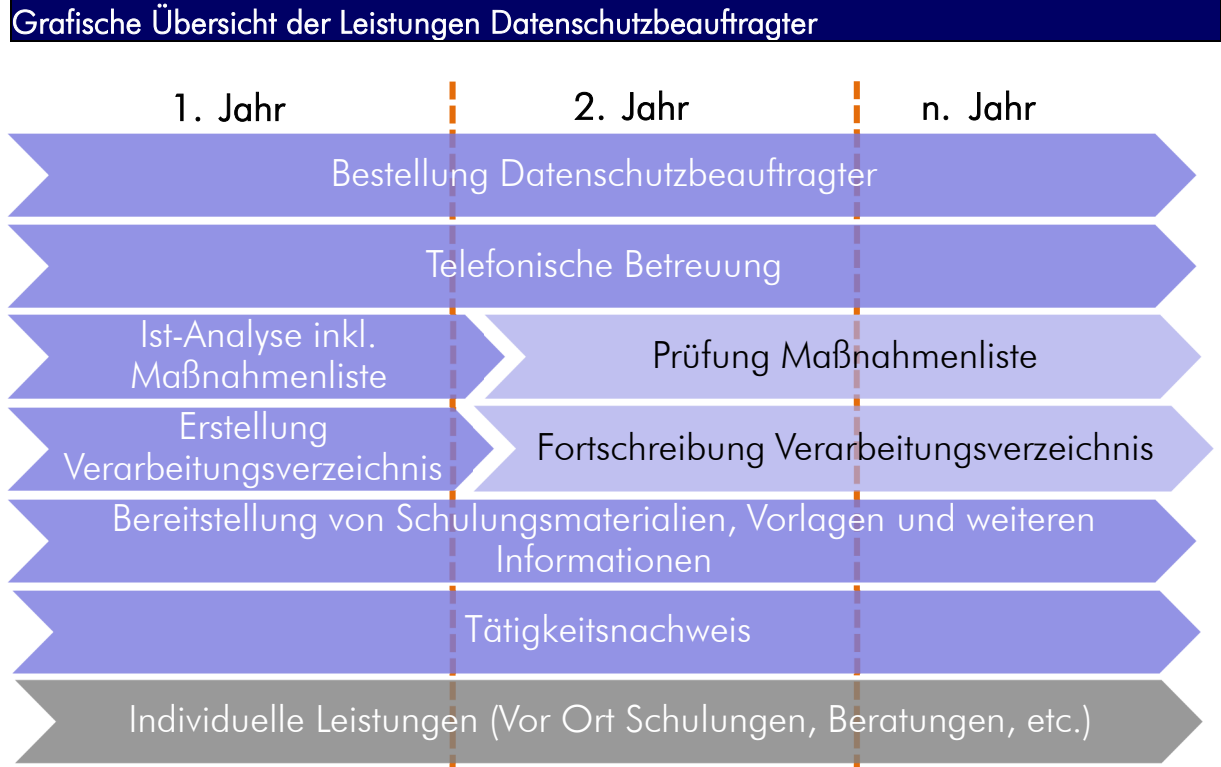 Grafische Übersicht der Leistungen Datenschutzbeauftragter
1. Jahr
2. Jahr
n. Jahr
Bestellung Datenschutzbeauftragter
Telefonische Betreuung
Ist-Analyse inkl.
Maßnahmenliste
Prüfung Maßnahmenliste
Erstellung
Verarbeitungsverzeichnis
Fortschreibung Verarbeitungsverzeichnis
Bereitstellung von Schulungsmaterialien, Vorlagen und weiteren
Informationen
Tätigkeitsnachweis
Individuelle Leistungen (Vor Ort Schulungen, Beratungen, etc.)